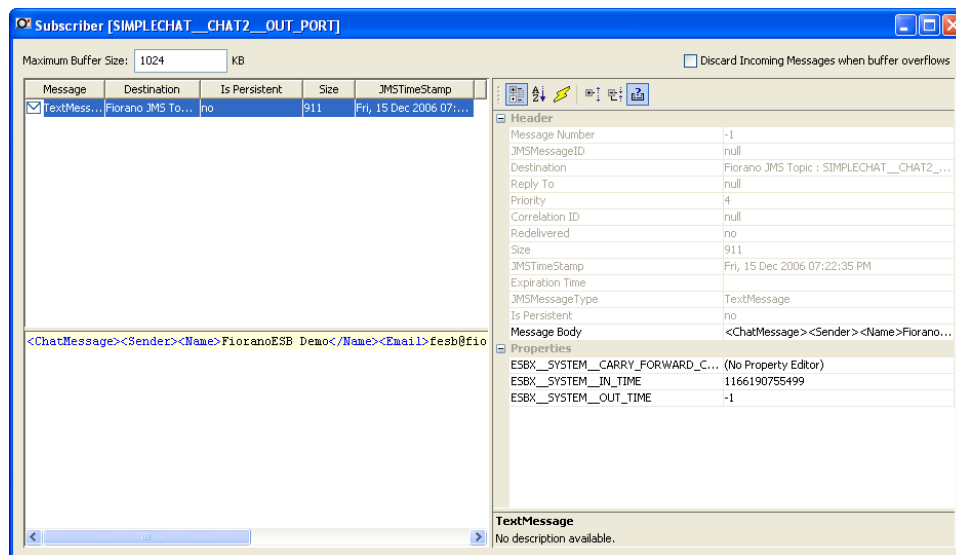 Subscriber [SIMPLECHAT__CHAT2__OUT_PORT]
Maximum Buffer Size: 1024 KB
Discard Incoming Messages when buffer overflows
Message Destination Is Persistent Size JMSTimeStamp
TextMess... Fiorano JMS To... no 911 Fri, 15 Dec 2006 07:...
<ChatMessage><Sender><Name>FioranoESB Demo</Name><Email>fesb@fio
Header
Message Number -1
JMSMessageID null
Destination Fiorano JMS Topic : SIMPLECHAT__CHAT2_...
Reply To null
Priority 4
Correlation ID null
Redelivered no
Size 911
JMSTimeStamp Fri, 15 Dec 2006 07:22:35 PM
Expiration Time
JMSMessageType TextMessage
Is Persistent no
Message Body <ChatMessage><Sender><Name>Fiorano...
Properties
ESBX__SYSTEM__CARRY_FORWARD_C... (No Property Editor)
ESBX__SYSTEM__IN_TIME 1166190755499
ESBX__SYSTEM__OUT_TIME -1
TextMessage
No description available.